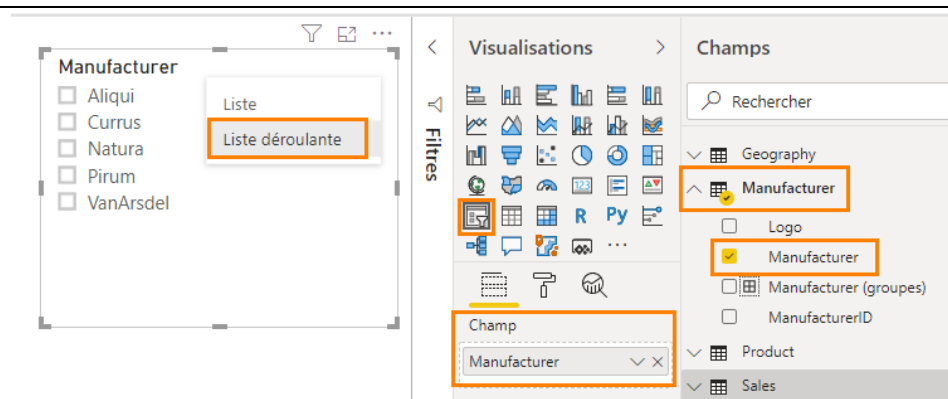 Manufacturer
Aliqui
Currus
Natura
Pirum
VanArsdel
Liste
Liste déroulante
Filtres
Visualisations
123
R
Py
Champ
Manufacturer
Champs
Rechercher
Geography
Manufacturer
Logo
Manufacturer
Manufacturer (groupes)
ManufacturerID
Product
Sales